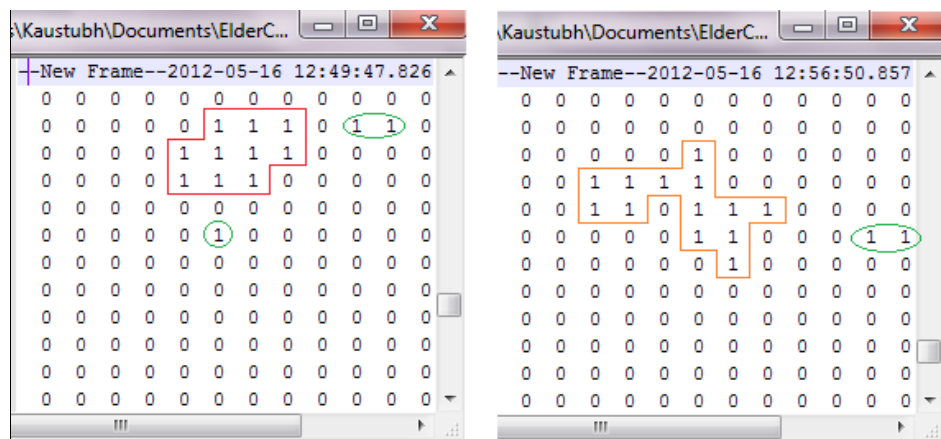 s\Kaustubh\Documents\ElderC...
--New Frame--2012-05-16 12:49:47.826
0 0 0 0 0 0 0 0 0 0 0 0
0 0 0 0 0 1 1 1 0 1 1 0
0 0 0 0 1 1 1 1 0 0 0 0
0 0 0 0 1 1 1 0 0 0 0 0
0 0 0 0 0 0 0 0 0 0 0 0
0 0 0 0 0 1 0 0 0 0 0 0
0 0 0 0 0 0 0 0 0 0 0 0
0 0 0 0 0 0 0 0 0 0 0 0
0 0 0 0 0 0 0 0 0 0 0 0
0 0 0 0 0 0 0 0 0 0 0 0
0 0 0 0 0 0 0 0 0 0 0 0
0 0 0 0 0 0 0 0 0 0 0 0
\Kaustubh\Documents\ElderC...
--New Frame--2012-05-16 12:56:50.857
0 0 0 0 0 0 0 0 0 0 0 0
0 0 0 0 0 0 0 0 0 0 0 0
0 0 0 0 0 1 0 0 0 0 0 0
0 0 1 1 1 1 0 0 0 0 0 0
0 0 1 1 0 1 1 1 0 0 0 0
0 0 0 0 0 1 1 0 0 0 1 1
0 0 0 0 0 0 1 0 0 0 0 0
0 0 0 0 0 0 0 0 0 0 0 0
0 0 0 0 0 0 0 0 0 0 0 0
0 0 0 0 0 0 0 0 0 0 0 0
0 0 0 0 0 0 0 0 0 0 0 0
0 0 0 0 0 0 0 0 0 0 0 0